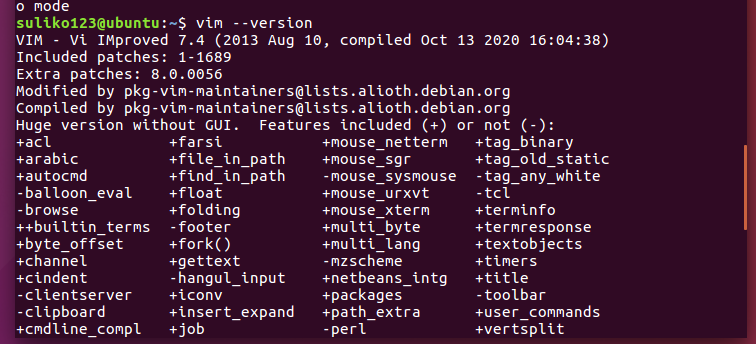 o mode
suliko123@ubuntu:~$ vim --version
VIM - Vi IMproved 7.4 (2013 Aug 10, compiled Oct 13 2020 16:04:38)
Included patches: 1-1689
Extra patches: 8.0.0056
Modified by pkg-vim-maintainers@lists.alioth.debian.org
Compiled by pkg-vim-maintainers@lists.alioth.debian.org
Huge version without GUI.  Features included (+) or not (-):
+acl             +farsi           +mouse_netterm   +tag_binary
+arabic          +file_in_path    +mouse_sgr       +tag_old_static
+autocmd         +find_in_path    -mouse_sysmouse  -tag_any_white
-balloon_eval    +float           +mouse_urxvt     -tcl
-browse          +folding         +mouse_xterm     +terminfo
++builtin_terms  -footer          +multi_byte      +termresponse
+byte_offset     +fork()          +multi_lang      +textobjects
+channel         +gettext         -mzscheme        +timers
+cindent         -hangul_input    +netbeans_intg   +title
-clientserver    +iconv           +packages        -toolbar
-clipboard       +insert_expand   +path_extra      +user_commands
+cmdline_compl   +job             -perl            +vertsplit